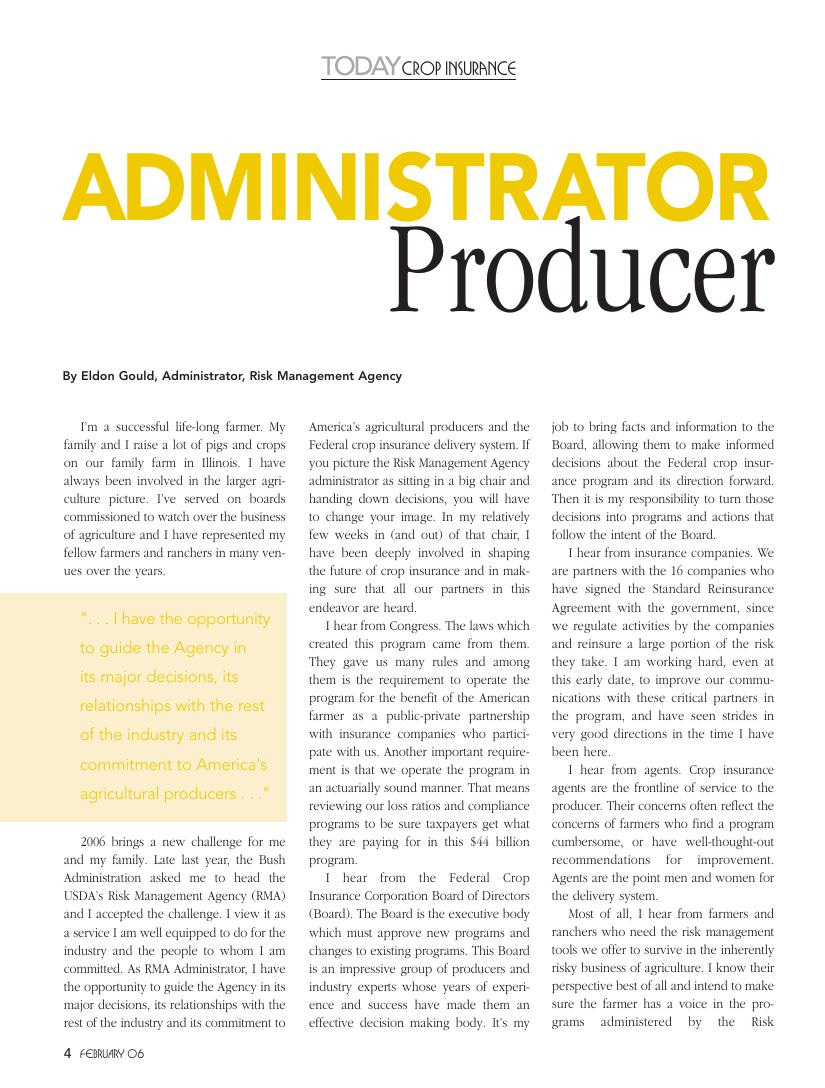 TODAY CROP INSURANCE
ADMINISTRATOR
Producer
By Eldon Gould, Administrator, Risk Management Agency
I'm a successful life-long farmer. My
family and I raise a lot of pigs and crops
on our family farm in Illinois. I have
always been involved in the larger agri-
culture picture. I've served on boards
commissioned to watch over the business
of agriculture and I have represented my
fellow farmers and ranchers in many ven-
ues over the years.
". . . I have the opportunity
to guide the Agency in
its major decisions, its
relationships with the rest
of the industry and its
commitment to America's
agricultural producers . . ."
2006 brings a new challenge for me
and my family. Late last year, the Bush
Administration asked me to head the
USDA's Risk Management Agency (RMA)
and I accepted the challenge. I view it as
a service I am well equipped to do for the
industry and the people to whom I am
committed. As RMA Administrator, I have
the opportunity to guide the Agency in its
major decisions, its relationships with the
rest of the industry and its commitment to
America's agricultural producers and the
Federal crop insurance delivery system. If
you picture the Risk Management Agency
administrator as sitting in a big chair and
handing down decisions, you will have
to change your image. In my relatively
few weeks in (and out) of that chair, I
have been deeply involved in shaping
the future of crop insurance and in mak-
ing sure that all our partners in this
endeavor are heard.
I hear from Congress. The laws which
created this program came from them.
They gave us many rules and among
them is the requirement to operate the
program for the benefit of the American
farmer as a public-private partnership
with insurance companies who partici-
pate with us. Another important require-
ment is that we operate the program in
an actuarially sound manner. That means
reviewing our loss ratios and compliance
programs to be sure taxpayers get what
they are paying for in this $44 billion
program.
I hear from the Federal Crop
Insurance Corporation Board of Directors
(Board). The Board is the executive body
which must approve new programs and
changes to existing programs. This Board
is an impressive group of producers and
industry experts whose years of experi-
ence and success have made them an
effective decision making body. It's my
job to bring facts and information to the
Board, allowing them to make informed
decisions about the Federal crop insur-
ance program and its direction forward.
Then it is my responsibility to turn those
decisions into programs and actions that
follow the intent of the Board.
I hear from insurance companies. We
are partners with the 16 companies who
have signed the Standard Reinsurance
Agreement with the government, since
we regulate activities by the companies
and reinsure a large portion of the risk
they take. I am working hard, even at
this early date, to improve our commu-
nications with these critical partners in
the program, and have seen strides in
very good directions in the time I have
been here.
I hear from agents. Crop insurance
agents are the frontline of service to the
producer. Their concerns often reflect the
concerns of farmers who find a program
cumbersome, or have well-thought-out
recommendations for improvement.
Agents are the point men and women for
the delivery system.
Most of all, I hear from farmers and
ranchers who need the risk management
tools we offer to survive in the inherently
risky business of agriculture. I know their
perspective best of all and intend to make
sure the farmer has a voice in the pro-
grams administered by the Risk
4 FEBRUARY 06